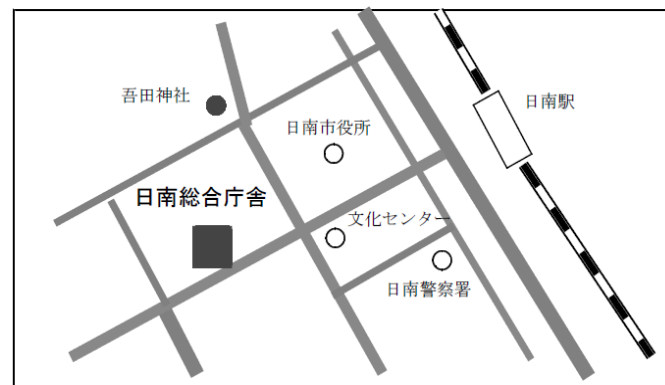 吾田神社
日南駅
日南市役所
日南総合庁舎
文化センター
日南警察署